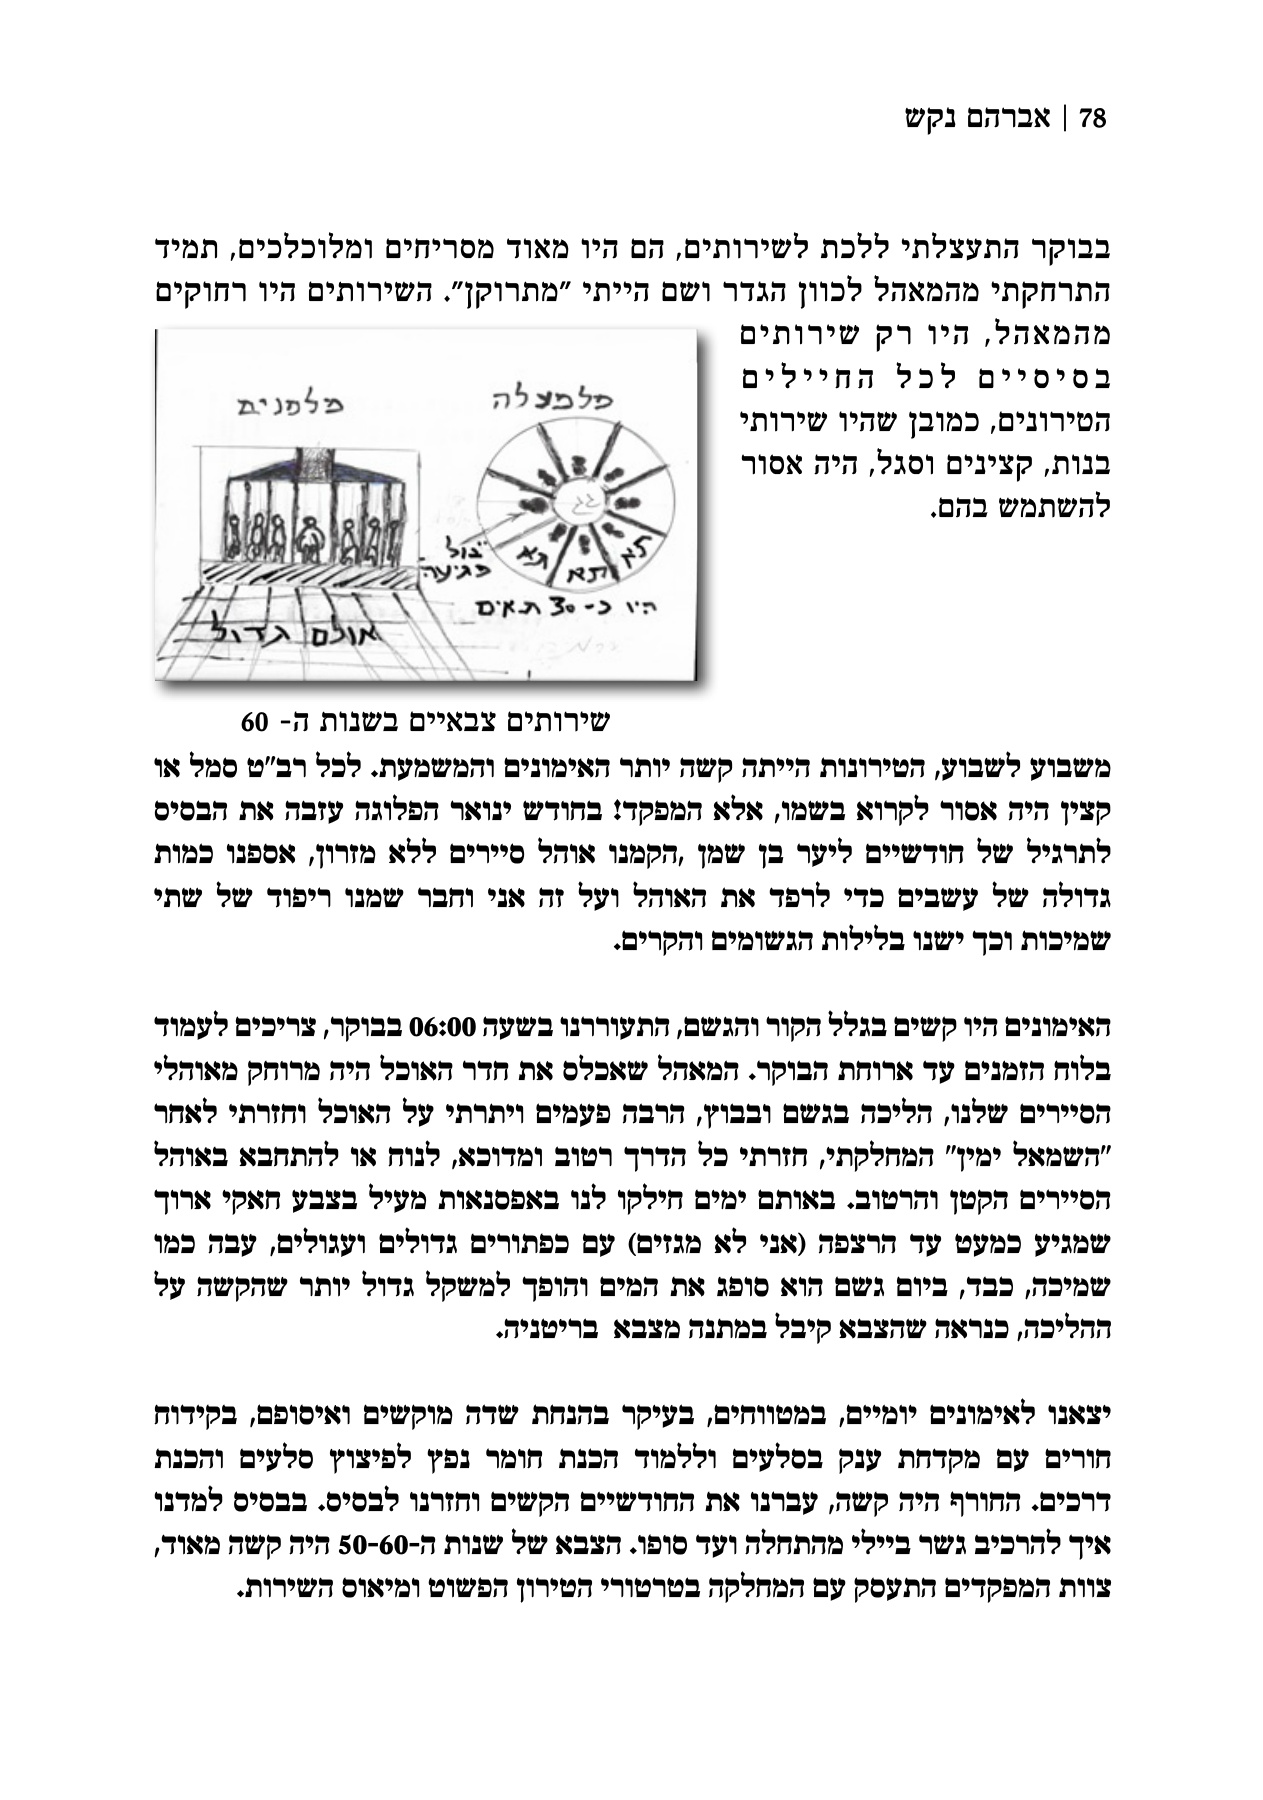 78 | אברהם נקש
בבוקר התעצלתי ללכת לשירותים, הם היו מאוד מסריחים ומלוכלכים, תמיד
התרחקתי מהמאהל לכוון הגדר ושם הייתי "מתרוקן". השירותים היו רחוקים
מהמאהל, היו רק שירותים
בסיסיים לכל החיילים
הטירונים, כמובן שהיו שירותי
בנות, קצינים וסגל, היה אסור
להשתמש בהם.
מלמעלה
מלפנים
גג
"בול
פגיעה"
תא
תא
תא
תא
היו כ-30 תאים
אולם גדול
שירותים צבאיים בשנות ה- 60
משבוע לשבוע, הטירונות הייתה קשה יותר האימונים והמשמעת. לכל רב"ט סמל או
קצין היה אסור לקרוא בשמו, אלא המפקד! בחודש ינואר הפלוגה עזבה את הבסיס
לתרגיל של חודשיים ליער בן שמן ,הקמנו אוהל סיירים ללא מזרון, אספנו כמות
גדולה של עשבים כדי לרפד את האוהל ועל זה אני וחבר שמנו ריפוד של שתי
שמיכות וכך ישנו בלילות הגשומים והקרים.
האימונים היו קשים בגלל הקור והגשם, התעוררנו בשעה 06:00 בבוקר, צריכים לעמוד
בלוח הזמנים עד ארוחת הבוקר. המאהל שאכלס את חדר האוכל היה מרוחק מאוהלי
הסיירים שלנו, הליכה בגשם ובבוץ, הרבה פעמים ויתרתי על האוכל וחזרתי לאחר
"השמאל ימין" המחלקתי, חזרתי כל הדרך רטוב ומדוכא, לנוח או להתחבא באוהל
הסיירים הקטן והרטוב. באותם ימים חילקו לנו באפסנאות מעיל בצבע חאקי ארוך
שמגיע כמעט עד הרצפה (אני לא מגזים) עם כפתורים גדולים ועגולים, עבה כמו
שמיכה, כבד, ביום גשם הוא סופג את המים והופך למשקל גדול יותר שהקשה על
ההליכה, כנראה שהצבא קיבל במתנה מצבא בריטניה.
יצאנו לאימונים יומיים, במטווחים, בעיקר בהנחת שדה מוקשים ואיסופם, בקידוח
חורים עם מקדחת ענק בסלעים וללמוד הכנת חומר נפץ לפיצוץ סלעים והכנת
דרכים. החורף היה קשה, עברנו את החודשיים הקשים וחזרנו לבסיס. בבסיס למדנו
איך להרכיב גשר ביילי מהתחלה ועד סופו. הצבא של שנות ה-50-60 היה קשה מאוד,
צוות המפקדים התעסק עם המחלקה בטרטורי הטירון הפשוט ומיאוס השירות.